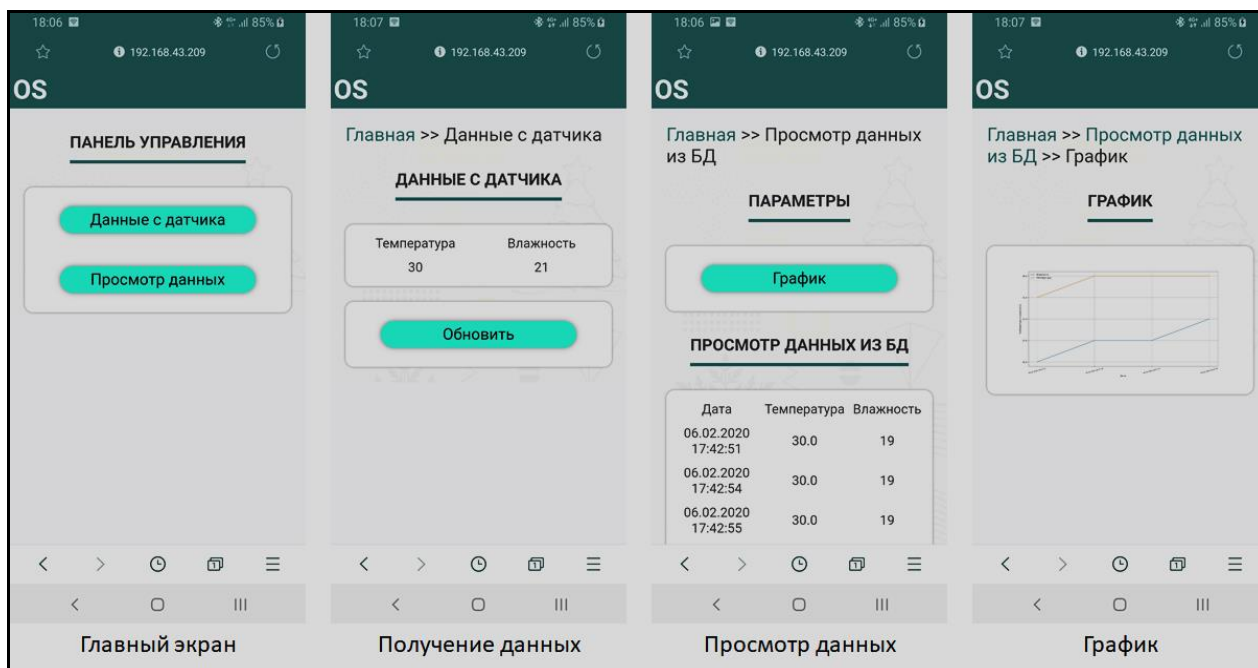 18:06 85%
192.168.43.209
OS
ПАНЕЛЬ УПРАВЛЕНИЯ
Данные с датчика
Просмотр данных
1
Главный экран
18:07 85%
192.168.43.209
OS
Главная >> Данные с датчика
ДАННЫЕ С ДАТЧИКА
Температура Влажность
30 21
Обновить
1
Получение данных
18:06 85%
192.168.43.209
OS
Главная >> Просмотр данных
из БД
ПАРАМЕТРЫ
График
ПРОСМОТР ДАННЫХ ИЗ БД
Дата Температура Влажность
06.02.2020
17:42:51 30.0 19
06.02.2020
17:42:54 30.0 19
06.02.2020
17:42:55 30.0 19
1
Просмотр данных
18:07 85%
192.168.43.209
OS
Главная >> Просмотр данных
из БД >> График
ГРАФИК
1
График